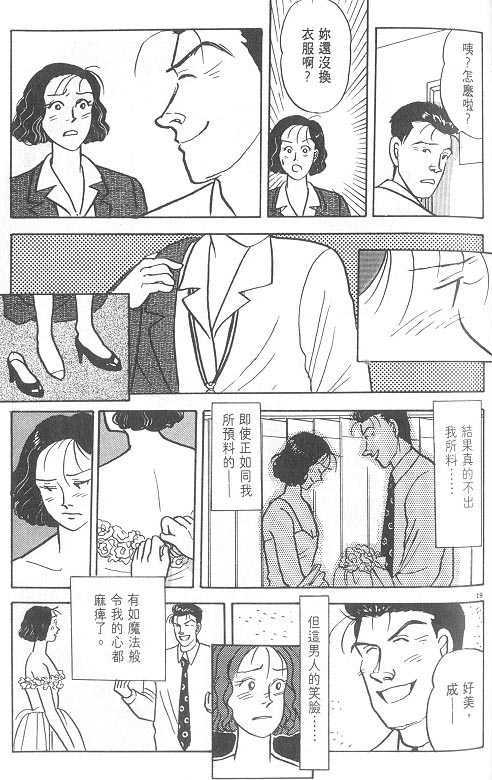 咦？怎麼啦？
妳還沒換
衣服啊？
結果真的不出
我所料……
即使正如同我
所預料的——
19
好美，
成—
但這男人的笑臉……
有如魔法般
令我的心都
麻痺了。